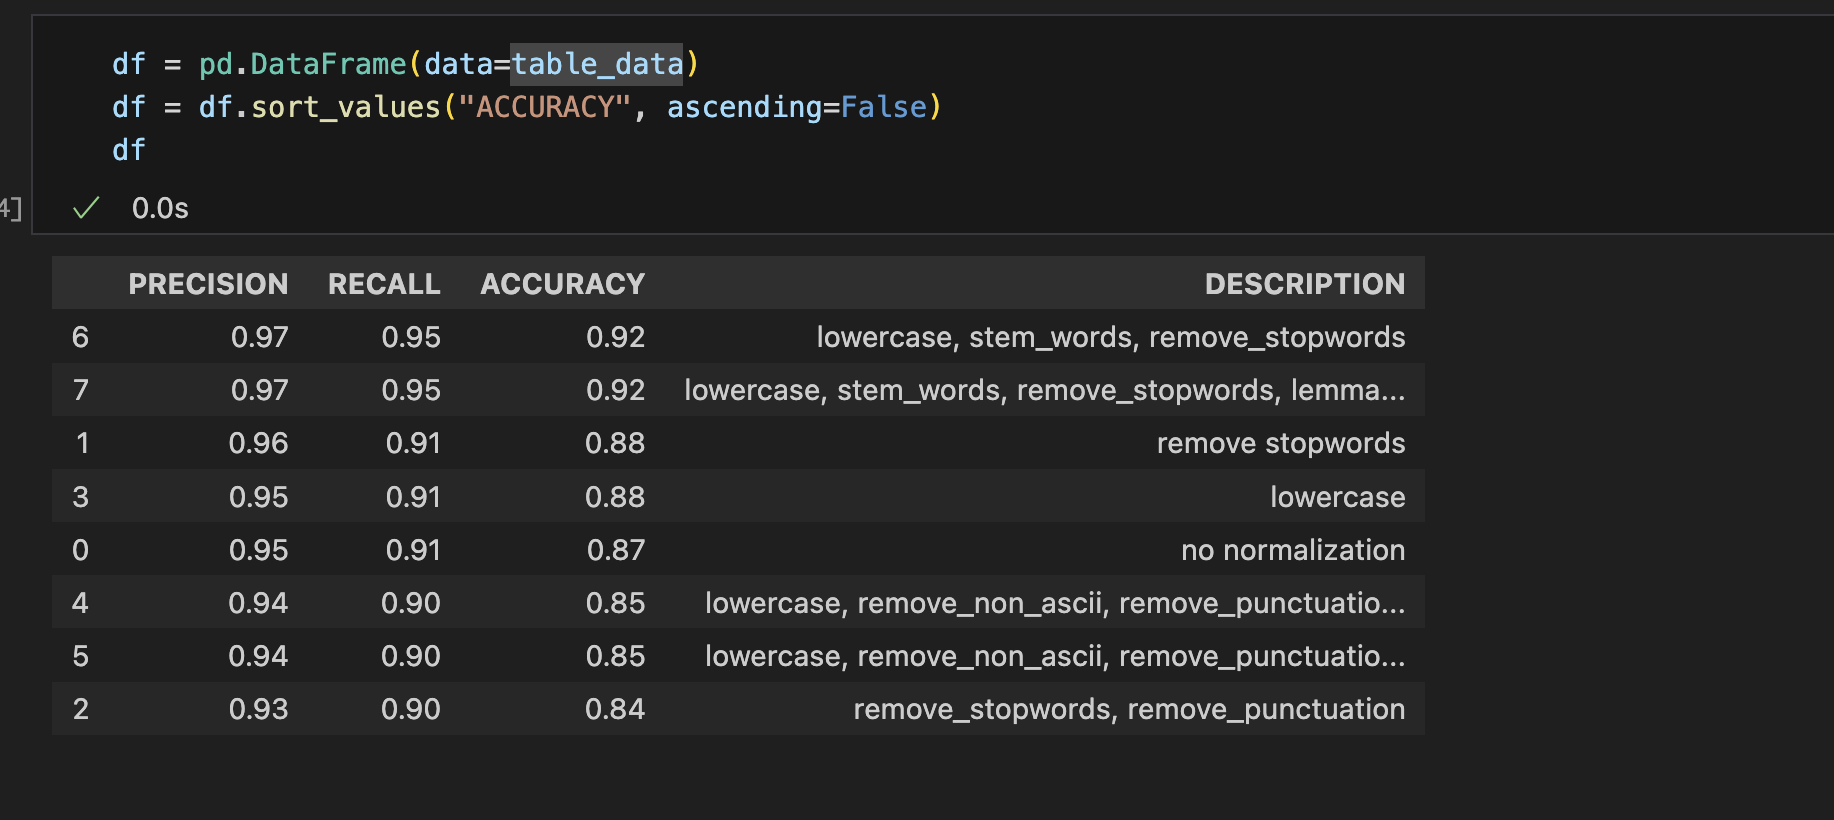 df = pd.DataFrame(data=table_data)
df = df.sort_values("ACCURACY", ascending=False)
df
4] ✓ 0.0s
PRECISION RECALL ACCURACY DESCRIPTION
6 0.97 0.95 0.92 lowercase, stem_words, remove_stopwords
7 0.97 0.95 0.92 lowercase, stem_words, remove_stopwords, lemma...
1 0.96 0.91 0.88 remove stopwords
3 0.95 0.91 0.88 lowercase
0 0.95 0.91 0.87 no normalization
4 0.94 0.90 0.85 lowercase, remove_non_ascii, remove_punctuatio...
5 0.94 0.90 0.85 lowercase, remove_non_ascii, remove_punctuatio...
2 0.93 0.90 0.84 remove_stopwords, remove_punctuation